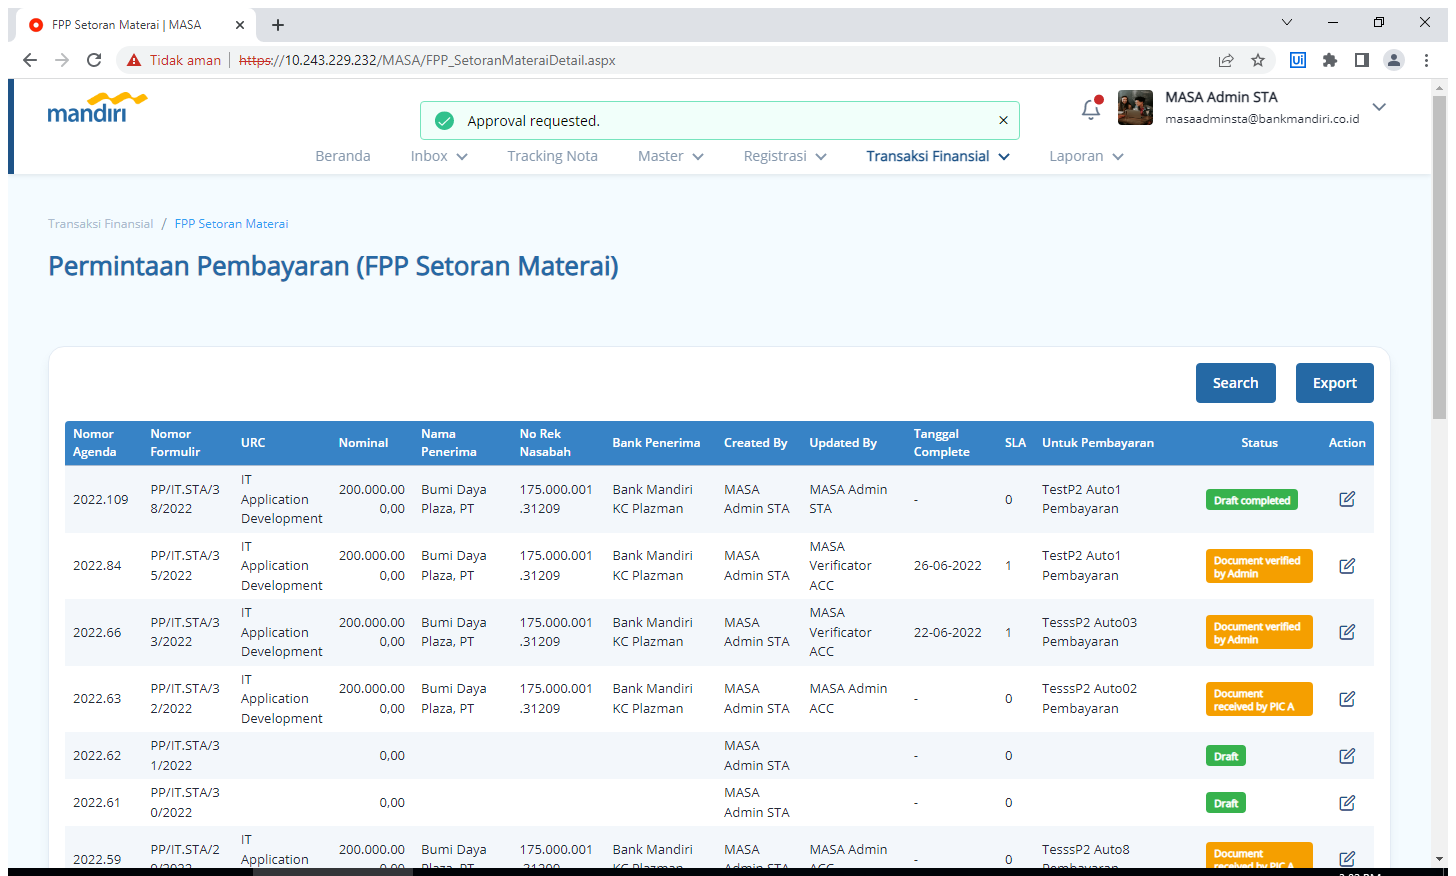 FPP Setoran Materai | MASA
Tidak aman
https://10.243.229.232/MASA/FPP_SetoranMateraiDetail.aspx
mandiri
Approval requested.
MASA Admin STA
masaadminsta@bankmandiri.co.id
Beranda Inbox Tracking Nota Master Registrasi Transaksi Finansial Laporan
Transaksi Finansial / FPP Setoran Materai
Permintaan Pembayaran (FPP Setoran Materai)
Search Export
Nomor Agenda Nomor Formulir URC Nominal Nama Penerima No Rek Nasabah Bank Penerima Created By Updated By Tanggal Complete SLA Untuk Pembayaran Status Action
2022.109 PP/IT.STA/38/2022 IT Application Development 200.000.000,00 Bumi Daya Plaza, PT 175.000.001.31209 Bank Mandiri KC Plazman MASA Admin STA MASA Admin STA - 0 TestP2 Auto1 Pembayaran Draft completed
2022.84 PP/IT.STA/35/2022 IT Application Development 200.000.000,00 Bumi Daya Plaza, PT 175.000.001.31209 Bank Mandiri KC Plazman MASA Admin STA MASA Verificator ACC 26-06-2022 1 TestP2 Auto1 Pembayaran Document verified by Admin
2022.66 PP/IT.STA/33/2022 IT Application Development 200.000.000,00 Bumi Daya Plaza, PT 175.000.001.31209 Bank Mandiri KC Plazman MASA Admin STA MASA Verificator ACC 22-06-2022 1 TesssP2 Auto03 Pembayaran Document verified by Admin
2022.63 PP/IT.STA/32/2022 IT Application Development 200.000.000,00 Bumi Daya Plaza, PT 175.000.001.31209 Bank Mandiri KC Plazman MASA Admin STA MASA Admin ACC - 0 TesssP2 Auto02 Pembayaran Document received by PIC A
2022.62 PP/IT.STA/31/2022 0,00 MASA Admin STA - 0 Draft
2022.61 PP/IT.STA/30/2022 0,00 MASA Admin STA - 0 Draft
2022.59 PP/IT.STA/2 IT Application 200.000.00 Bumi Daya 175.000.001 Bank Mandiri MASA MASA Admin - 0 TesssP2 Auto8 Document